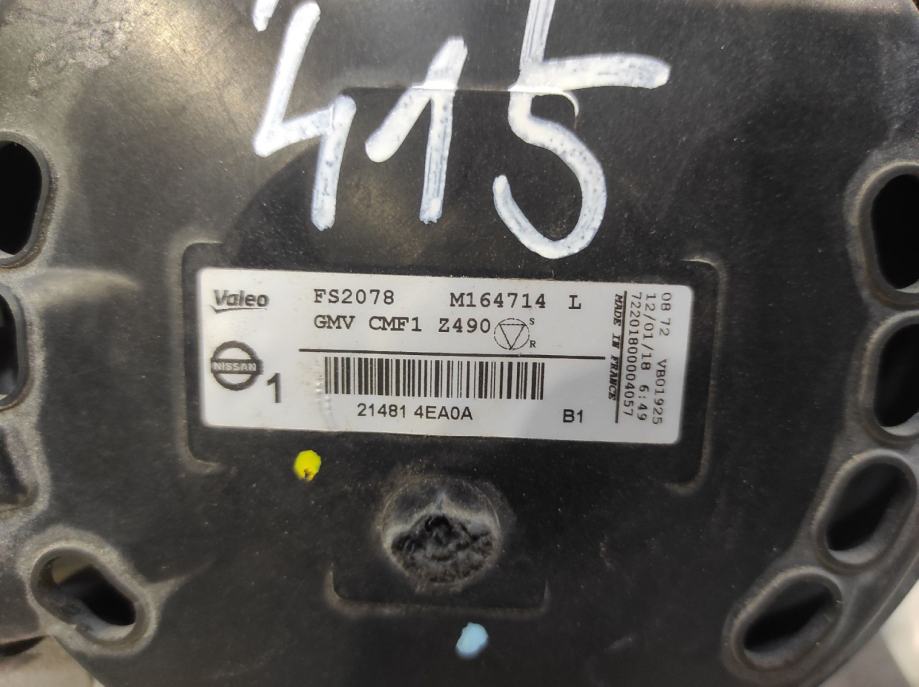 415
Valeo
FS2078 M164714 L
GMV CMF1 Z490 S R
NISSAN
1
21481 4EA0A B1
MADE IN FRANCE
72201800004057
12/01/18 6:49
08 72 VB01925